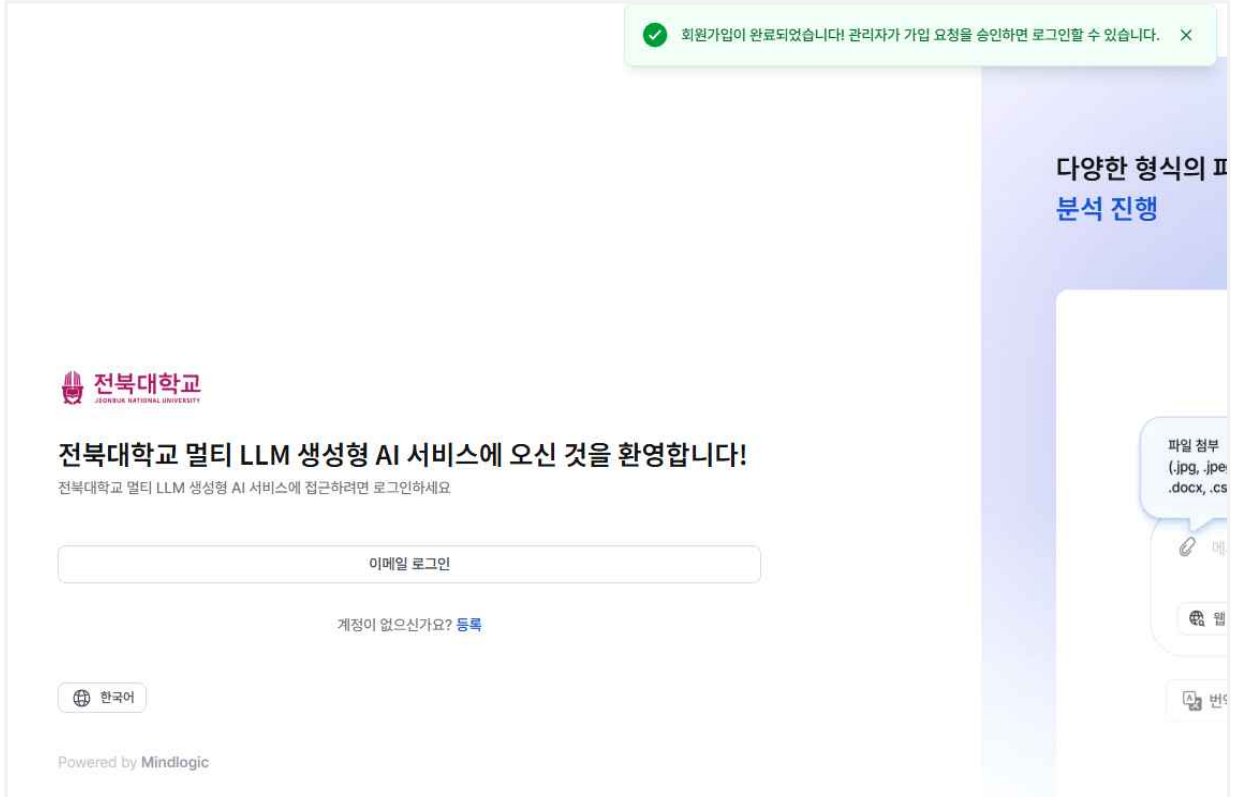 회원가입이 완료되었습니다! 관리자가 가입 요청을 승인하면 로그인할 수 있습니다.
다양한 형식의 
분석 진행
전북대학교
JEONBUK NATIONAL UNIVERSITY
전북대학교 멀티 LLM 생성형 AI 서비스에 오신 것을 환영합니다!
전북대학교 멀티 LLM 생성형 AI 서비스에 접근하려면 로그인하세요
이메일 로그인
계정이 없으신가요? 등록
한국어
Powered by Mindlogic
파일 첨부
(.jpg, .jpe
.docx, .cs
웹